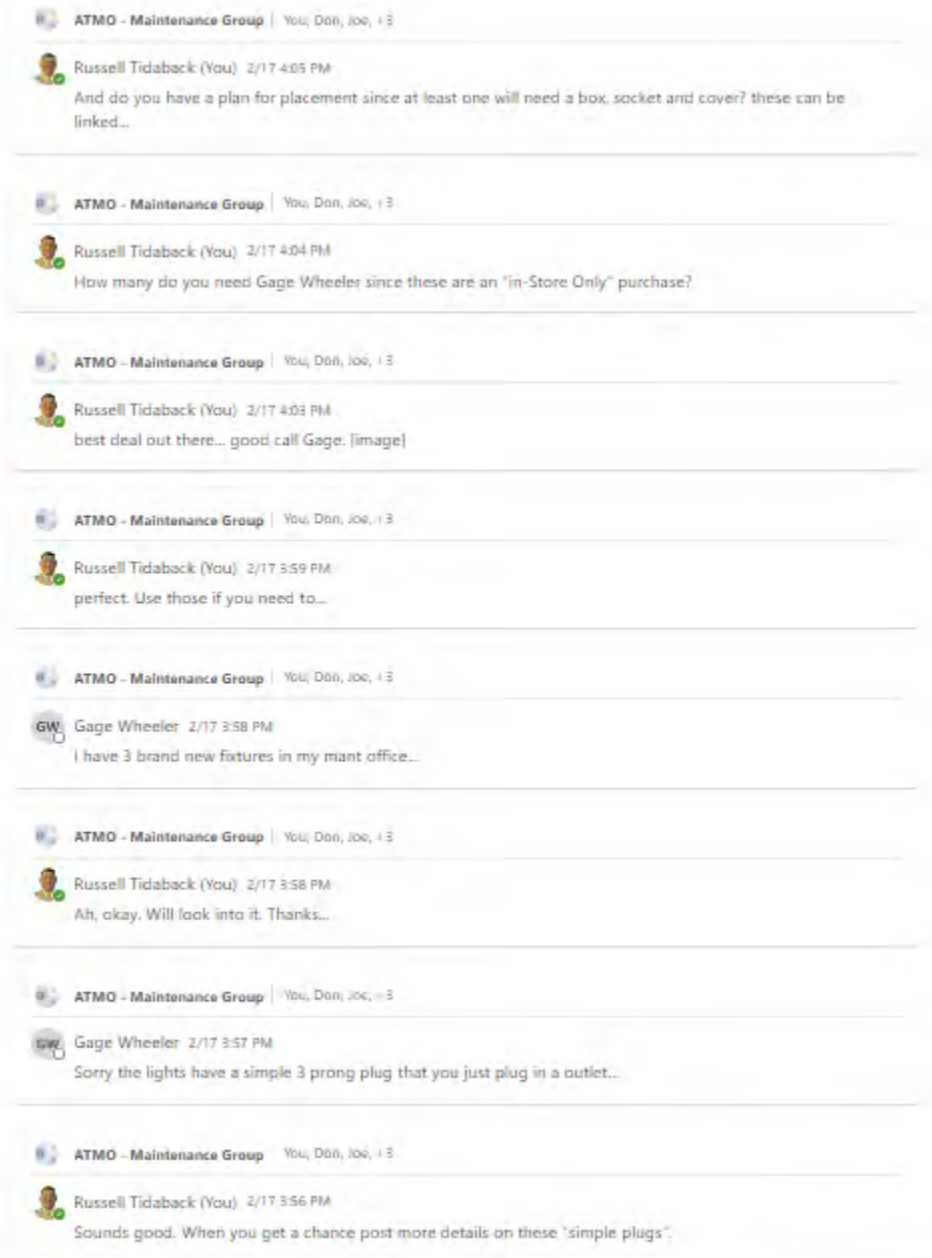 ATMO - Maintenance Group | You, Don, Joe, +3
Russell Tidaback (You) 2/17 4:05 PM
And do you have a plan for placement since at least one will need a box, socket and cover? these can be
linked...
ATMO - Maintenance Group | You, Don, Joe, +3
Russell Tidaback (You) 2/17 4:04 PM
How many do you need Gage Wheeler since these are an "in-Store Only" purchase?
ATMO - Maintenance Group | You, Don, Joe, +3
Russell Tidaback (You) 2/17 4:03 PM
best deal out there... good call Gage. [image]
ATMO - Maintenance Group | You, Don, Joe, +3
Russell Tidaback (You) 2/17 3:59 PM
perfect. Use those if you need to...
ATMO - Maintenance Group | You, Don, Joe, +3
GW Gage Wheeler 2/17 3:58 PM
I have 3 brand new fixtures in my mant office...
ATMO - Maintenance Group | You, Don, Joe, +3
Russell Tidaback (You) 2/17 3:58 PM
Ah, okay. Will look into it. Thanks...
ATMO - Maintenance Group | You, Don, Joe, +3
GW Gage Wheeler 2/17 3:57 PM
Sorry the lights have a simple 3 prong plug that you just plug in a outlet...
ATMO - Maintenance Group You, Don, Joe, +3
Russell Tidaback (You) 2/17 3:56 PM
Sounds good. When you get a chance post more details on these "simple plugs".